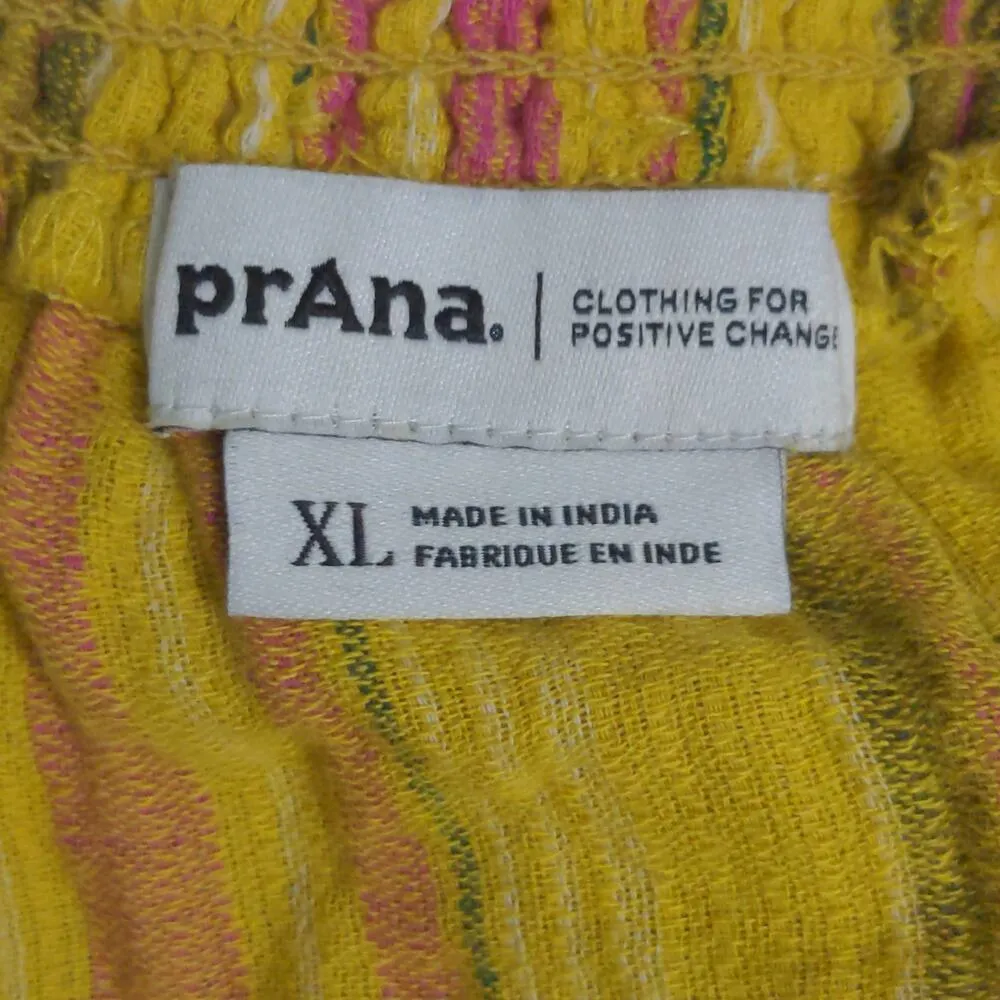 prAna. | CLOTHING FOR
POSITIVE CHANGE
XL MADE IN INDIA
FABRIQUE EN INDE